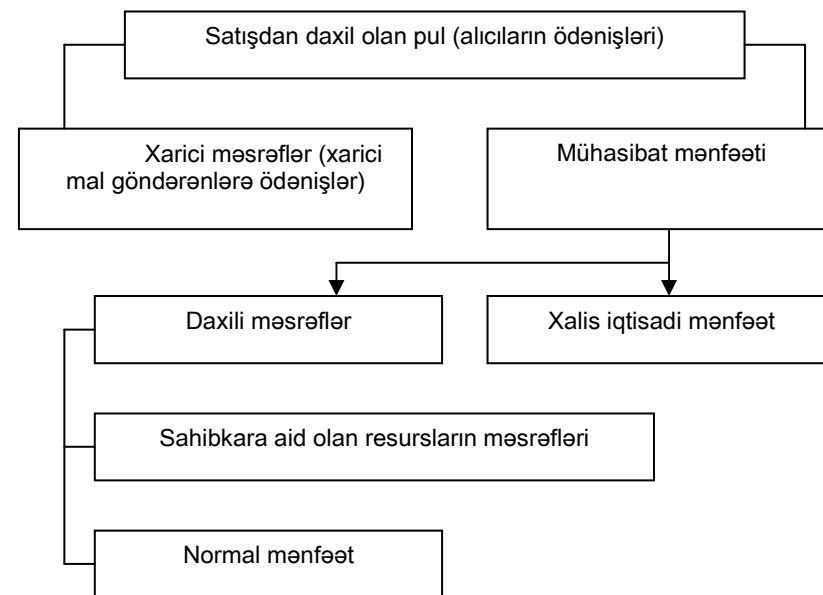 Satışdan daxil olan pul (alıcıların ödənişləri)
Xarici məsrəflər (xarici
mal göndərənlərə ödənişlər)
Mühasibat mənfəəti
Daxili məsrəflər
Xalis iqtisadi mənfəət
Sahibkara aid olan resursların məsrəfləri
Normal mənfəət